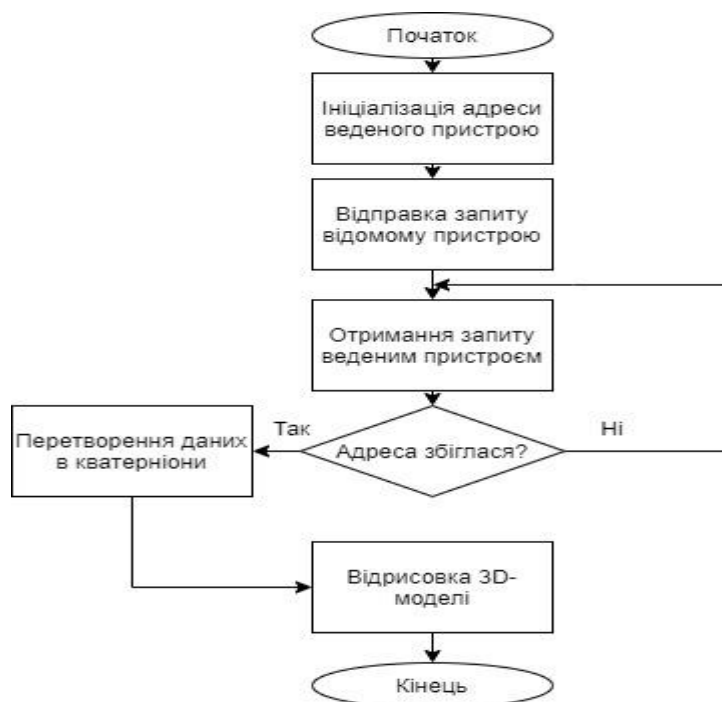 Початок
Ініціалізація адреси
веденого пристрою
Відправка запиту
відомому пристрою
Отримання запиту
веденим пристроєм
Адреса збіглася?
Так
Ні
Перетворення даних
в кватерніони
Відрисовка 3D-
моделі
Кінець